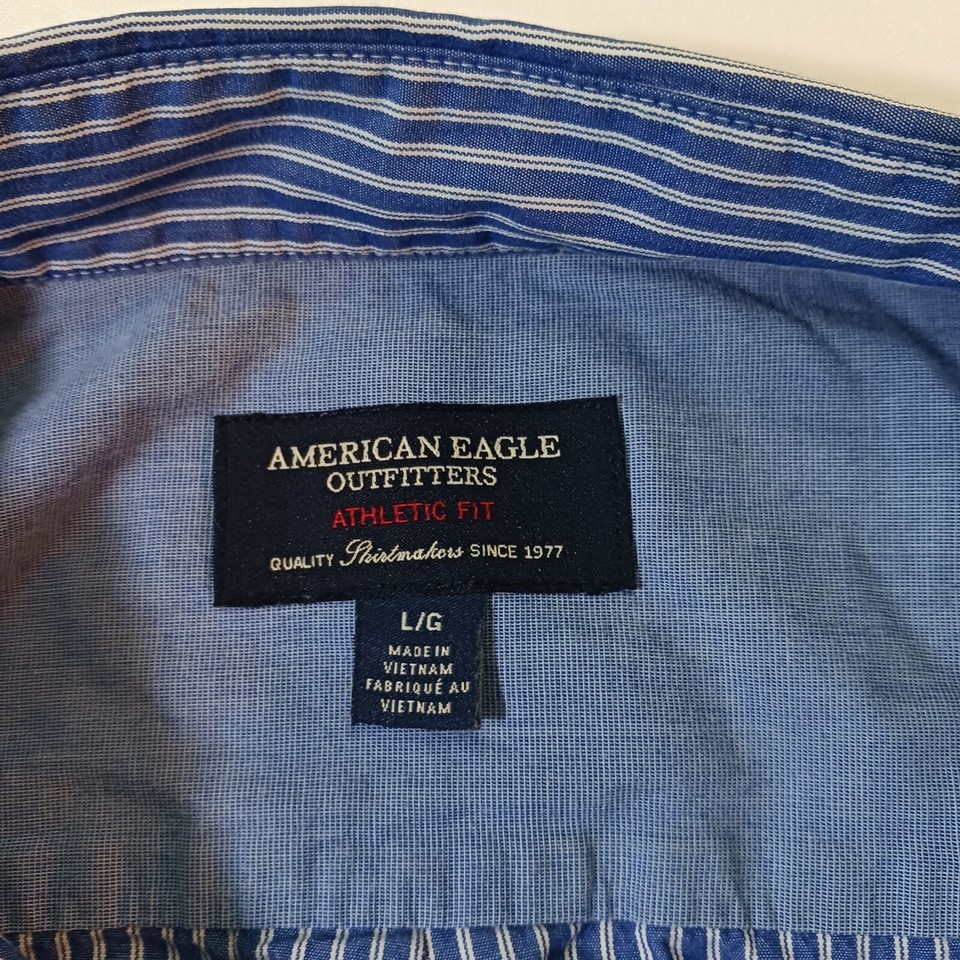 AMERICAN EAGLE
OUTFITTERS
ATHLETIC FIT
QUALITY Shirtmakers SINCE 1977
L/G
MADE IN
VIETNAM
FABRIQUÉ AU
VIETNAM